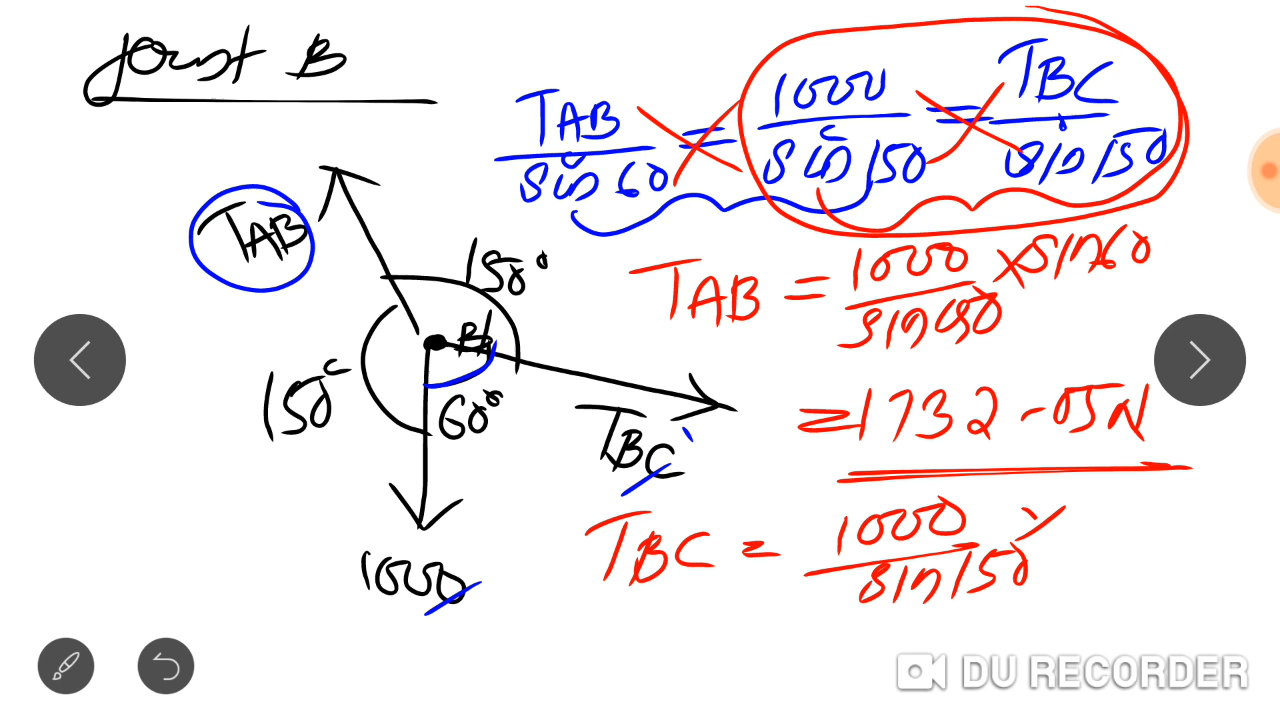 Joint B
TAB/sin 60 = 1000/sin 150 = TBC/sin 150
TAB
150°
TAB = 1000/sin 150 × sin 60
B
150°
60°
= 1732.05N
TBC
TBC = 1000/sin 150 ×
1000
DU RECORDER